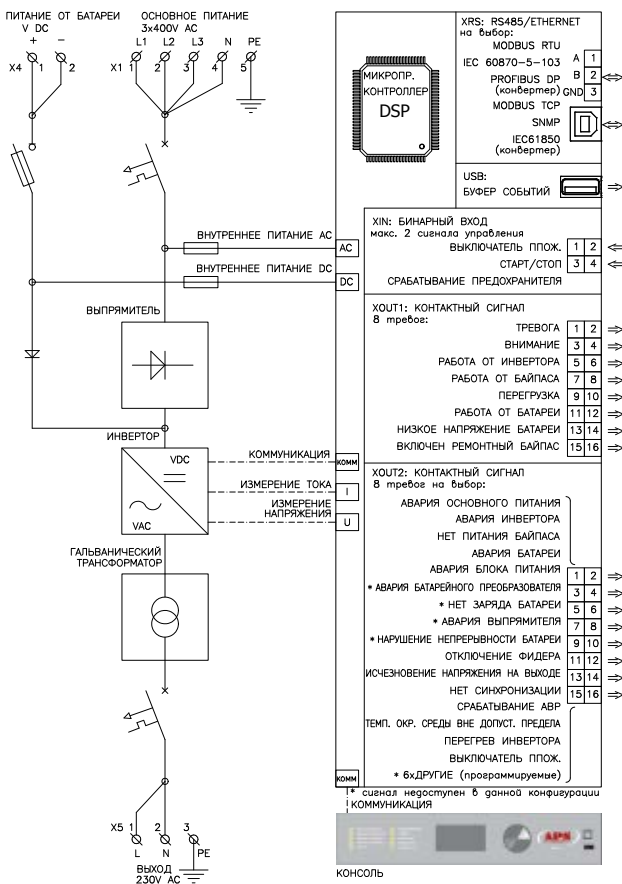 ПИТАНИЕ ОТ БАТАРЕИ
V DC
+ −
X4 1 2
ОСНОВНОЕ ПИТАНИЕ
3x400V AC
L1 L2 L3 N PE
X1 1 2 3 4 5
ВНУТРЕННЕЕ ПИТАНИЕ AC
AC
ВНУТРЕННЕЕ ПИТАНИЕ DC
DC
ВЫПРЯМИТЕЛЬ
ИНВЕРТОР
VDC
VAC
КОММУНИКАЦИЯ
КОММ
ИЗМЕРЕНИЕ ТОКА
I
ИЗМЕРЕНИЕ
НАПРЯЖЕНИЯ
U
ГАЛЬВАНИЧЕСКИЙ
ТРАНСФОРМАТОР
X5 1 2 3
L N PE
ВЫХОД
230V AC
МИКРОПР.
КОНТРОЛЛЕР
DSP
XRS: RS485/ETHERNET
на выбор:
MODBUS RTU
IEC 60870-5-103
PROFIBUS DP
(конвертер)
MODBUS TCP
SNMP
IEC61850
(конвертер)
A 1
B 2
GND 3
USB:
БУФЕР СОБЫТИЙ
XIN: БИНАРНЫЙ ВХОД
макс. 2 сигнала управления
ВЫКЛЮЧАТЕЛЬ ППОЖ. 1 2
СТАРТ/СТОП 3 4
СРАБАТЫВАНИЕ ПРЕДОХРАНИТЕЛЯ
XOUT1: КОНТАКТНЫЙ СИГНАЛ
8 тревог:
ТРЕВОГА 1 2
ВНИМАНИЕ 3 4
РАБОТА ОТ ИНВЕРТОРА 5 6
РАБОТА ОТ БАЙПАСА 7 8
ПЕРЕГРУЗКА 9 10
РАБОТА ОТ БАТАРЕИ 11 12
НИЗКОЕ НАПРЯЖЕНИЕ БАТАРЕИ 13 14
ВКЛЮЧЕН РЕМОНТНЫЙ БАЙПАС 15 16
XOUT2: КОНТАКТНЫЙ СИГНАЛ
8 тревог на выбор:
АВАРИЯ ОСНОВНОГО ПИТАНИЯ
АВАРИЯ ИНВЕРТОРА
НЕТ ПИТАНИЯ БАЙПАСА
АВАРИЯ БАТАРЕИ
АВАРИЯ БЛОКА ПИТАНИЯ 1 2
* АВАРИЯ БАТАРЕЙНОГО ПРЕОБРАЗОВАТЕЛЯ 3 4
* НЕТ ЗАРЯДА БАТАРЕИ 5 6
* АВАРИЯ ВЫПРЯМИТЕЛЯ 7 8
* НАРУШЕНИЕ НЕПРЕРЫВНОСТИ БАТАРЕИ 9 10
ОТКЛЮЧЕНИЕ ФИДЕРА 11 12
ИСЧЕЗНОВЕНИЕ НАПРЯЖЕНИЯ НА ВЫХОДЕ 13 14
НЕТ СИНХРОНИЗАЦИИ 15 16
СРАБАТЫВАНИЕ АВР
ТЕМП. ОКР. СРЕДЫ ВНЕ ДОПУСТ. ПРЕДЕЛА
ПЕРЕГРЕВ ИНВЕРТОРА
ВЫКЛЮЧАТЕЛЬ ППОЖ.
* 6xДРУГИЕ (программируемые)
КОММ
* сигнал недоступен в данной конфигурации
КОММУНИКАЦИЯ
APS
КОНСОЛЬ